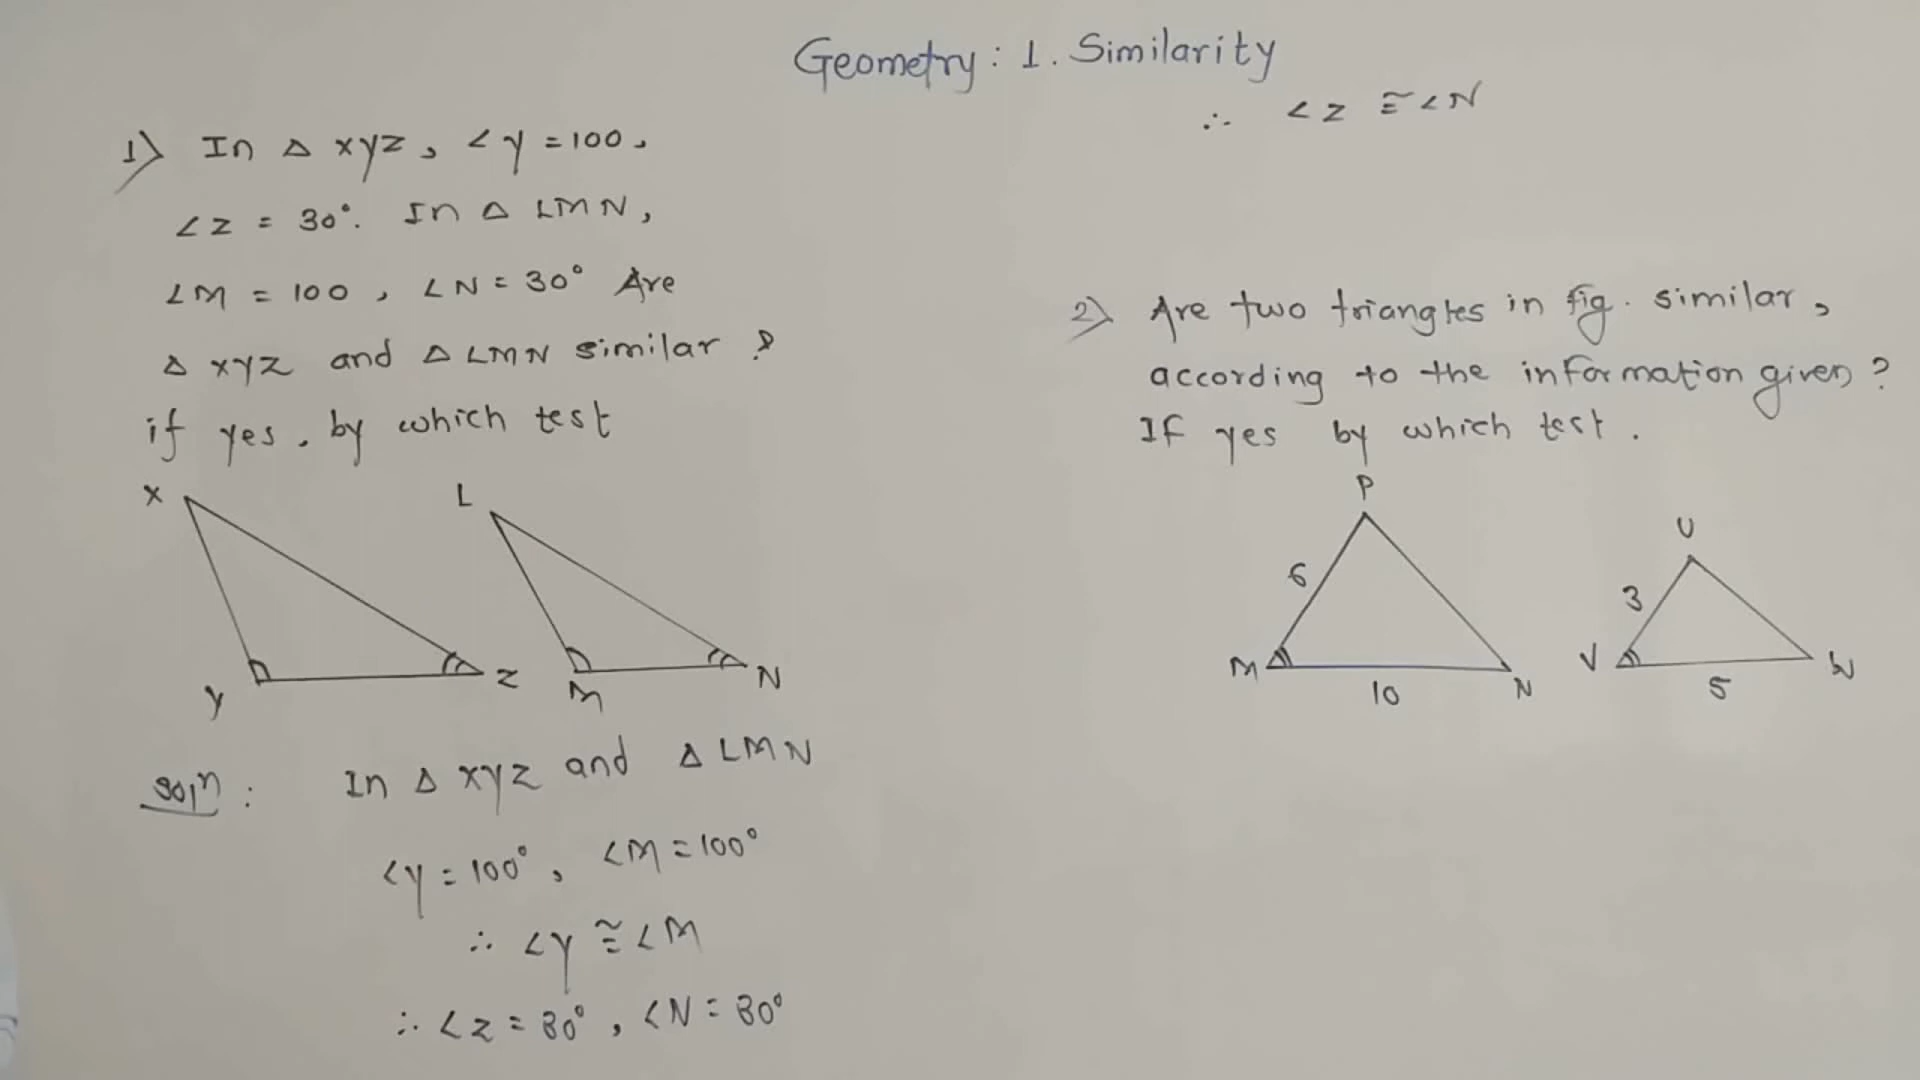 Geometry: 1. Similarity
1) In △ XYZ, ∠Y = 100,
∠Z = 30°. In △ LMN,
∠M = 100, ∠N = 30° Are
△ XYZ and △ LMN similar ?
if yes, by which test
X
L
Y
Z
M
N
Soln: In △ XYZ and △ LMN
∠Y = 100°, ∠M = 100°
∴ ∠Y ≅ ∠M
∴ ∠Z = 30°, ∠N = 30°
∴ ∠Z ≅ ∠N
2) Are two triangles in fig. similar,
according to the information given?
If yes by which test.
P
U
6
3
M
N
V
W
10
5